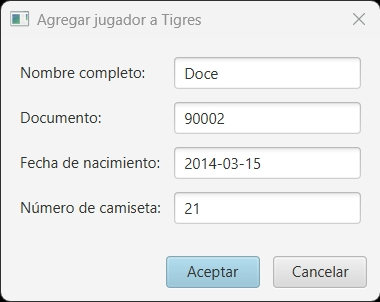 Agregar jugador a Tigres
Nombre completo: Doce
Documento: 90002
Fecha de nacimiento: 2014-03-15
Número de camiseta: 21
Aceptar Cancelar